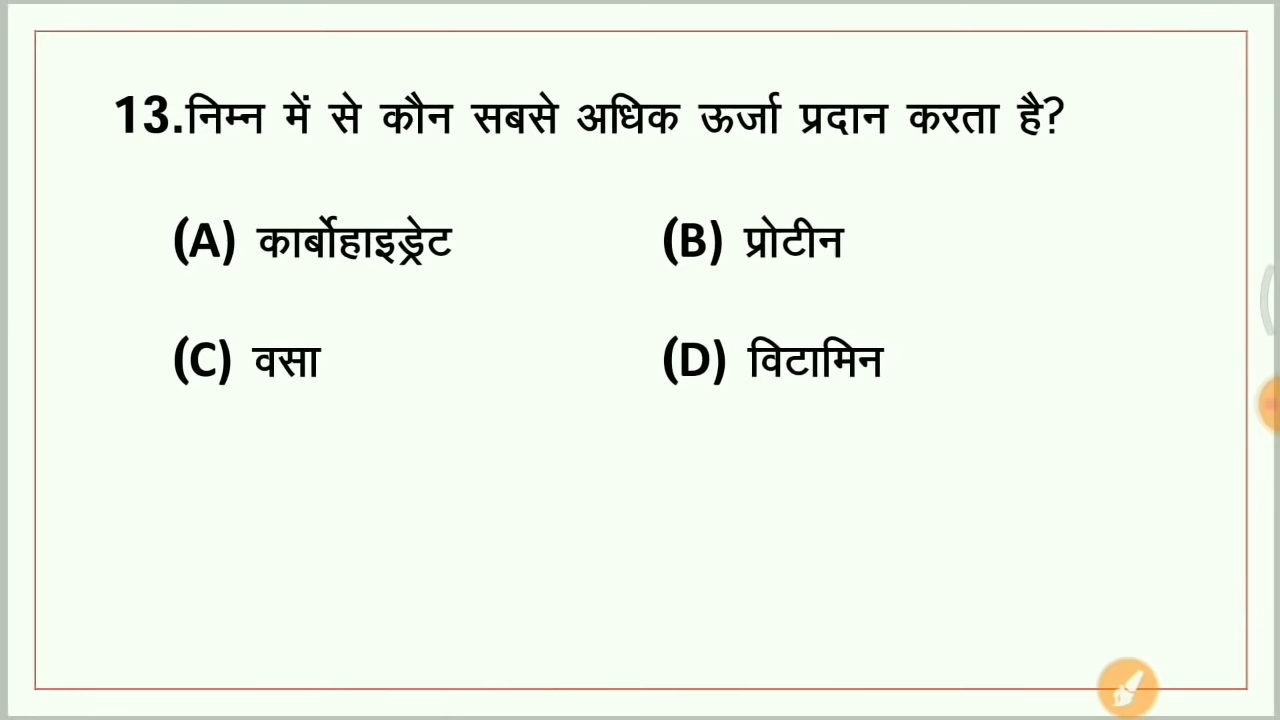 13.निम्न में से कौन सबसे अधिक ऊर्जा प्रदान करता है?
(A) कार्बोहाइड्रेट (B) प्रोटीन
(C) वसा (D) विटामिन